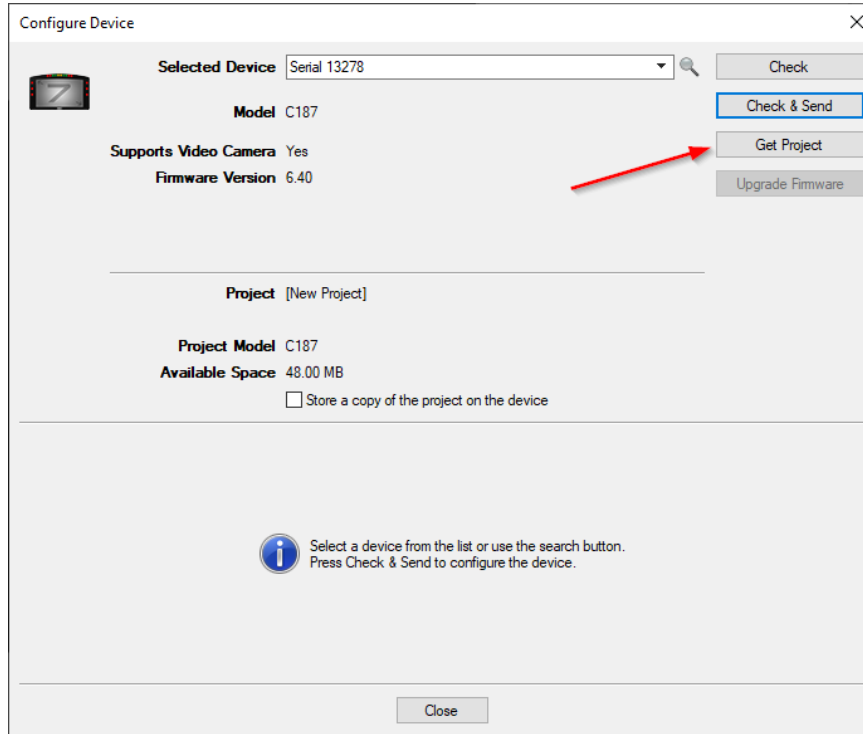 Configure Device
Selected Device Serial 13278 Check
Model C187 Check & Send
Supports Video Camera Yes Get Project
Firmware Version 6.40 Upgrade Firmware
Project [New Project]
Project Model C187
Available Space 48.00 MB
Store a copy of the project on the device
Select a device from the list or use the search button.
Press Check & Send to configure the device.
Close